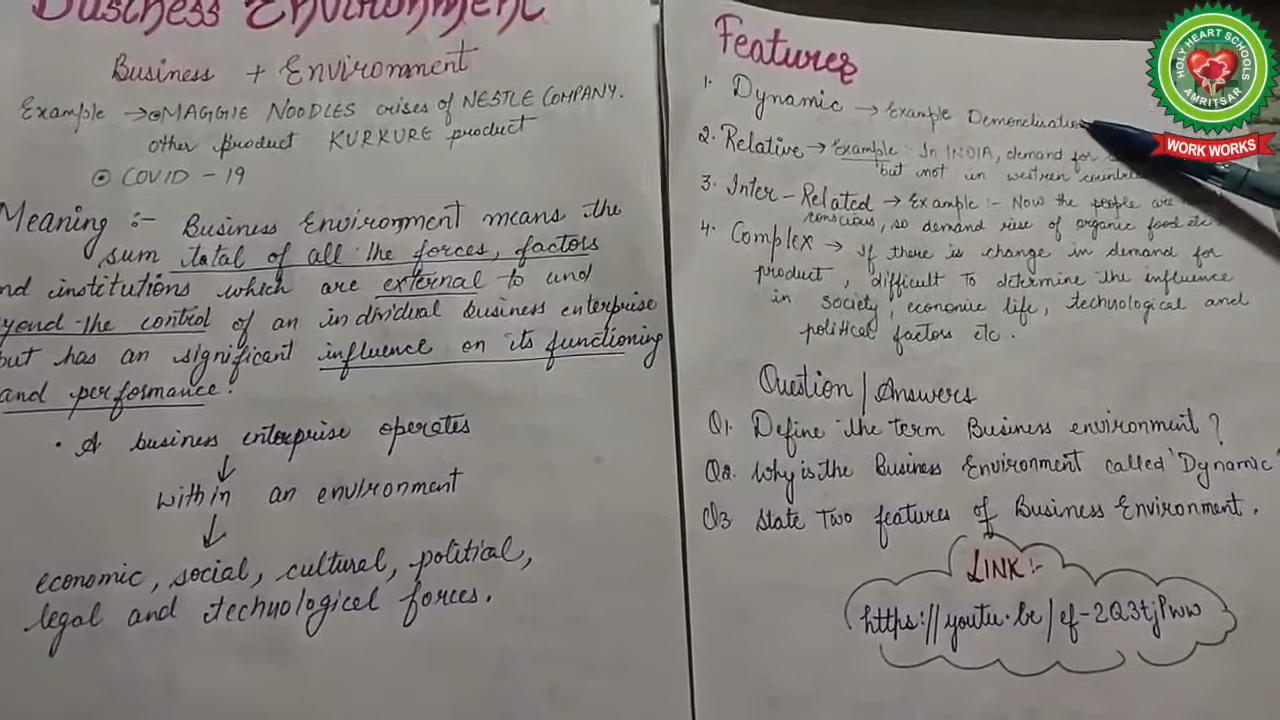 Business Environment
Business + Environment
Example → ⊙ MAGGIE NOODLES crises of NESTLE COMPANY.
other product KURKURE product
⊙ COVID - 19
Meaning :- Business Environment means the
sum total of all the forces, factors
nd institutions which are external to and
yond the control of an individual business enterprise
but has an significant influence on its functioning
and performance.
• A business enterprise operates
↓
within an environment
↓
economic, social, cultural, political,
legal and technological forces.
Features
1. Dynamic → Example Demonetisation
2. Relative → Example - In INDIA, demand for
but not in western countri
3. Inter-Related → Example :- Now the people are
conscious, so demand rise of organic food etc.
4. Complex → If there is change in demand for
product, difficult to determine the influence
in society, economic life, technological and
political factors etc.
Question / Answers
Q1. Define the term Business environment?
Q2. Why is the Business Environment called 'Dynamic'
Q3 State Two features of Business Environment.
LINK :-
https://youtu.be/ef-2Q3tjPww
HOLY HEART SCHOOLS
AMRITSAR
WORK WORKS